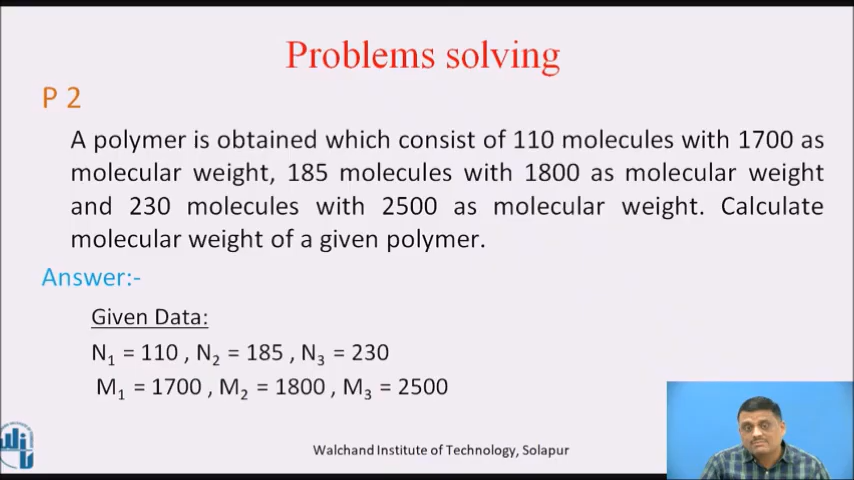 Problems solving
P 2
A polymer is obtained which consist of 110 molecules with 1700 as
molecular weight, 185 molecules with 1800 as molecular weight
and 230 molecules with 2500 as molecular weight. Calculate
molecular weight of a given polymer.
Answer:-
Given Data:
N₁ = 110 , N₂ = 185 , N₃ = 230
M₁ = 1700 , M₂ = 1800 , M₃ = 2500
Walchand Institute of Technology, Solapur